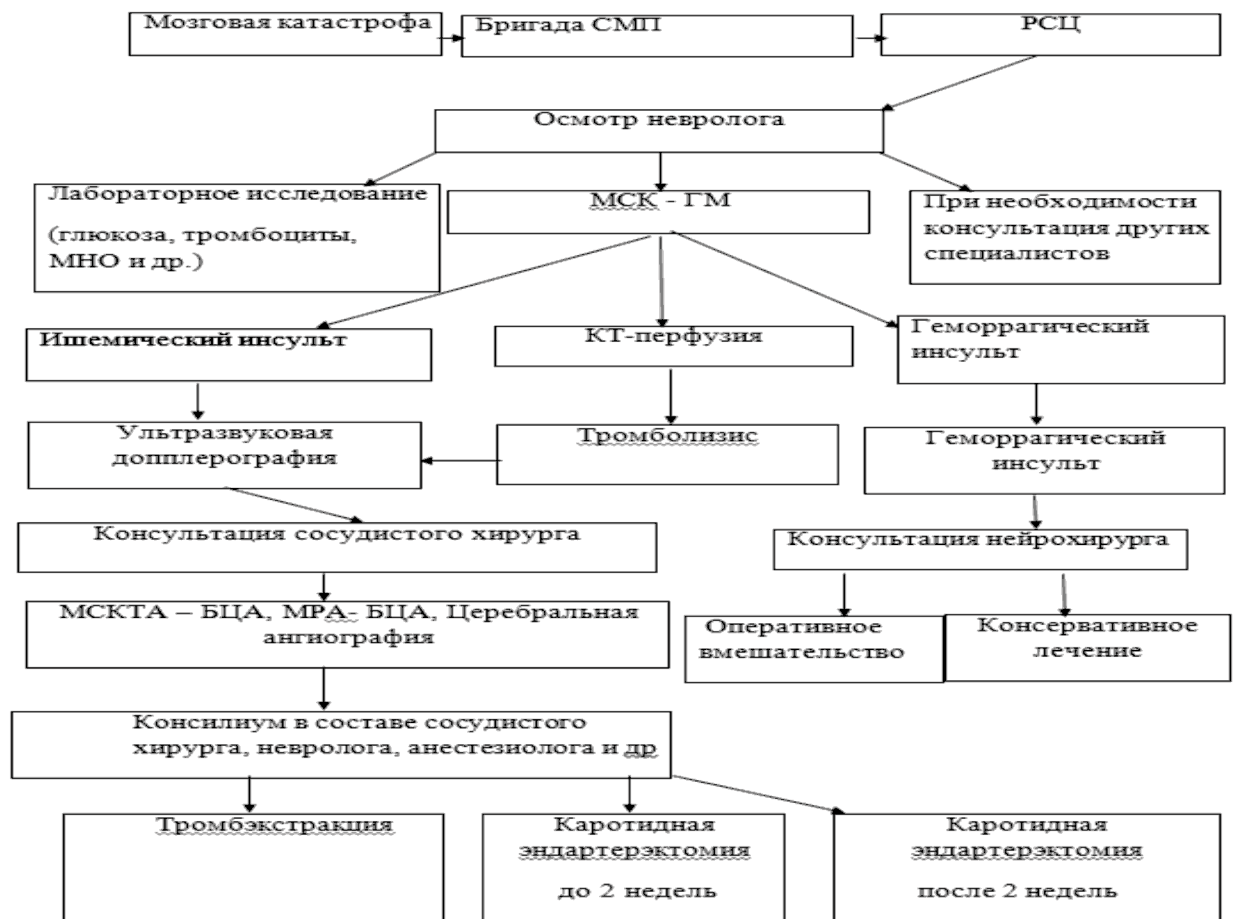 Мозговая катастрофа
Бригада СМП
РСЦ
Осмотр невролога
Лабораторное исследование
(глюкоза, тромбоциты,
МНО и др.)
МСК - ГМ
При необходимости
консультация других
специалистов
Ишемический инсульт
КТ-перфузия
Геморрагический
инсульт
Ультразвуковая
допплерография
Тромболизис
Геморрагический
инсульт
Консультация сосудистого хирурга
Консультация нейрохирурга
МСКТА – БЦА, МРА- БЦА, Церебральная
ангиография
Оперативное
вмешательство
Консервативное
лечение
Консилиум в составе сосудистого
хирурга, невролога, анестезиолога и др
Тромбэкстракция
Каротидная
эндартерэктомия
до 2 недель
Каротидная
эндартерэктомия
после 2 недель